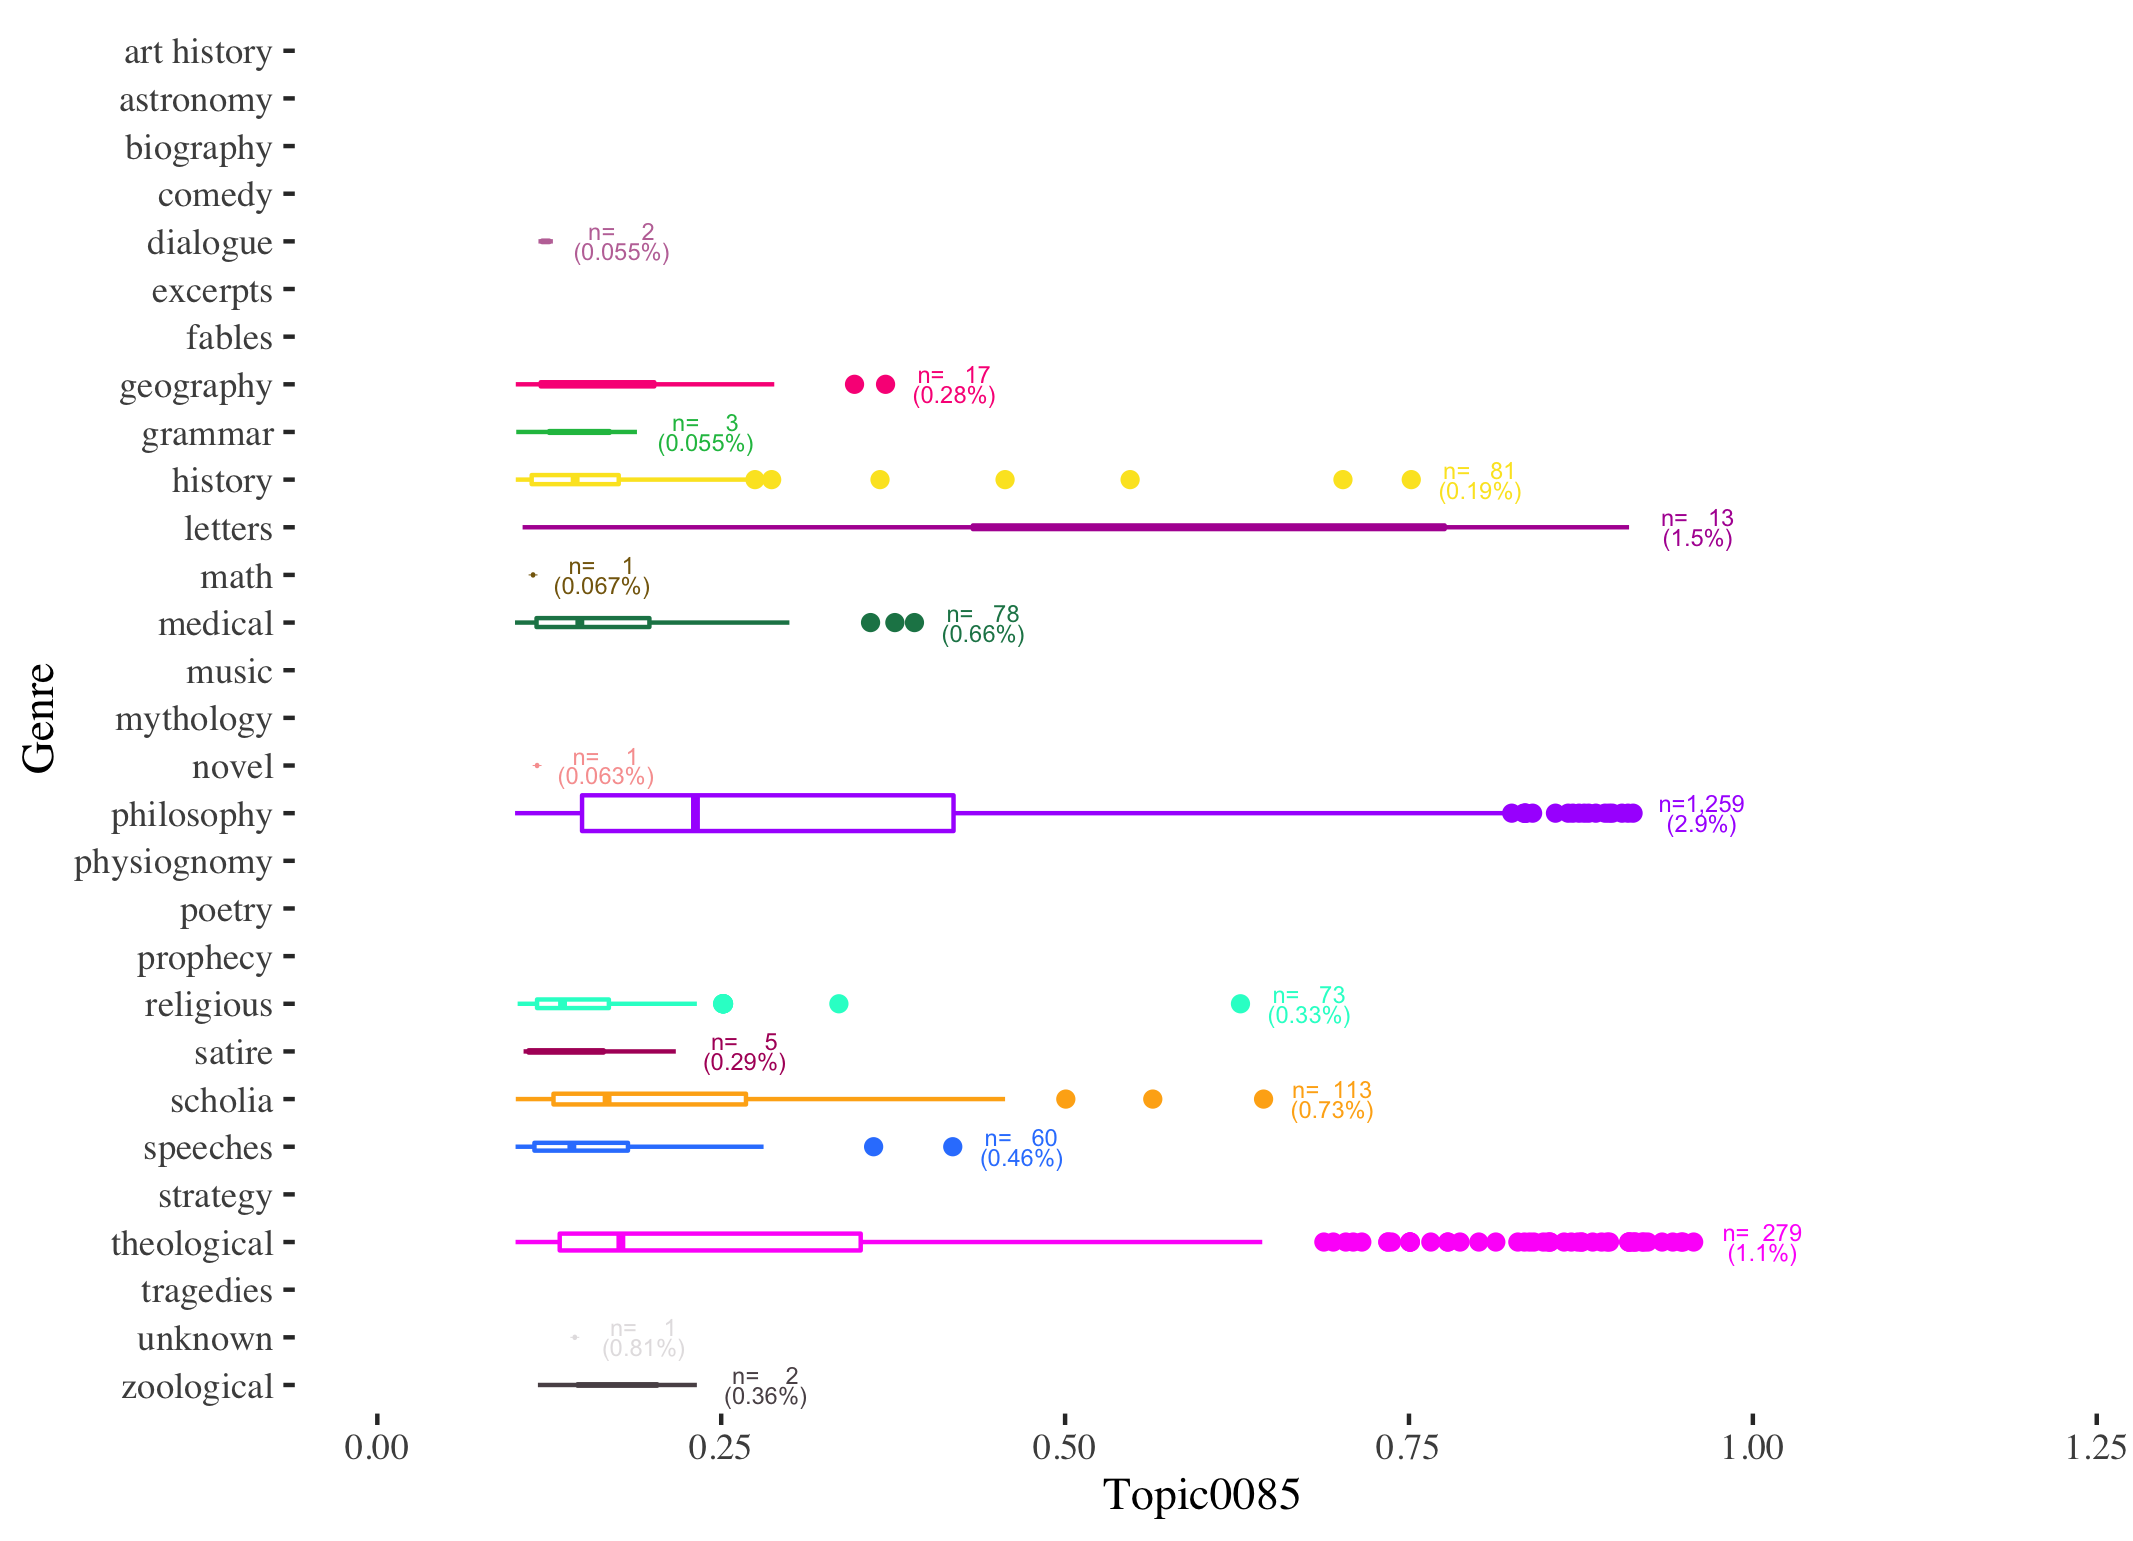 art history
astronomy
biography
comedy
dialogue
n= 2
(0.055%)
excerpts
fables
geography
n= 17
(0.28%)
grammar
n= 3
(0.055%)
history
n= 81
(0.19%)
letters
n= 13
(1.5%)
math
n= 1
(0.067%)
medical
n= 78
(0.66%)
music
mythology
novel
n= 1
(0.063%)
philosophy
n=1,259
(2.9%)
physiognomy
poetry
prophecy
religious
n= 73
(0.33%)
satire
n= 5
(0.29%)
scholia
n= 113
(0.73%)
speeches
n= 60
(0.46%)
strategy
theological
n= 279
(1.1%)
tragedies
unknown
n= 1
(0.81%)
zoological
n= 2
(0.36%)
Genre
0.00 0.25 0.50 0.75 1.00 1.25
Topic0085